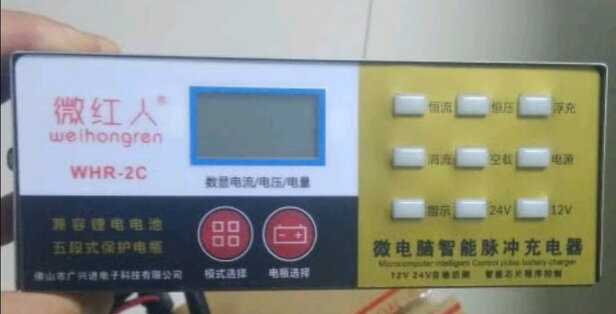 微红人®
weihongren
WHR-2C
数显电流/电压/电量
兼容锂电电池
五段式保护电瓶
模式选择
电瓶选择
佛山市广兴进电子科技有限公司
恒流 恒压 浮充
涓流 空载 电源
指示 24V 12V
微电脑智能脉冲充电器
Microcomputer intelligent Control pulse battery charger
12V 24V自动识别 智能芯片程序控制